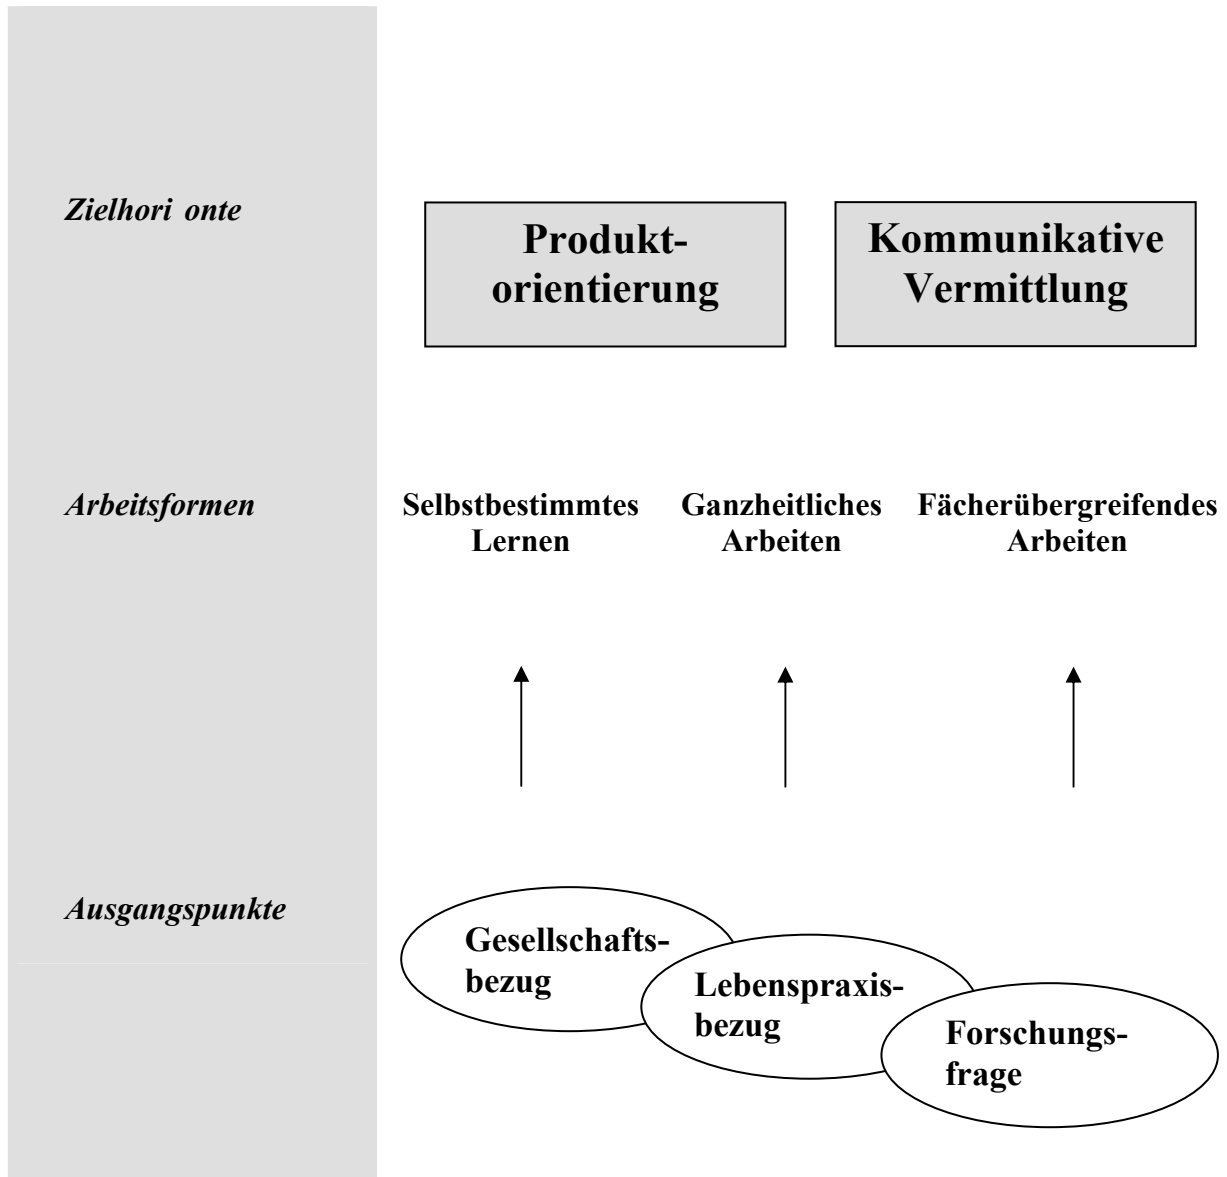 Zielhori onte
Produkt-
orientierung
Kommunikative
Vermittlung
Arbeitsformen
Selbstbestimmtes
Lernen
Ganzheitliches
Arbeiten
Fächerübergreifendes
Arbeiten
Ausgangspunkte
Gesellschafts-
bezug
Lebenspraxis-
bezug
Forschungs-
frage